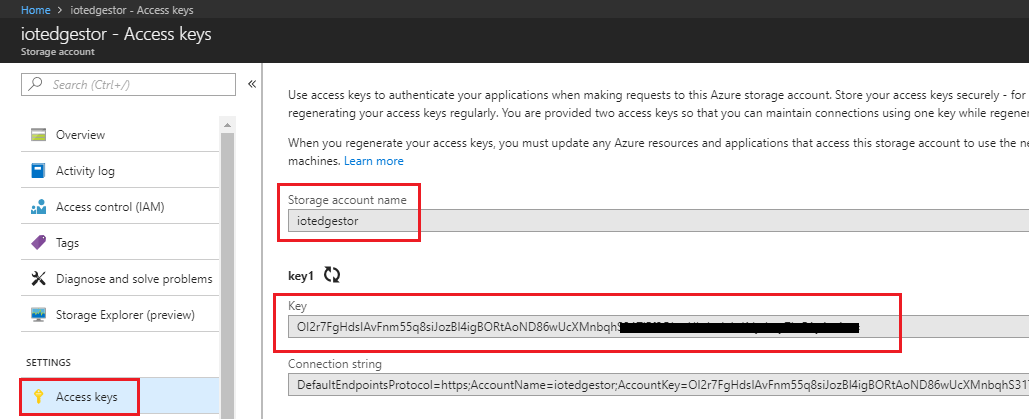 Home > iotedgestor - Access keys
iotedgestor - Access keys
Storage account
Search (Ctrl+/)
«
Overview
Activity log
Access control (IAM)
Tags
Diagnose and solve problems
Storage Explorer (preview)
SETTINGS
Access keys
Use access keys to authenticate your applications when making requests to this Azure storage account. Store your access keys securely - for
regenerating your access keys regularly. You are provided two access keys so that you can maintain connections using one key while regener
When you regenerate your access keys, you must update any Azure resources and applications that access this storage account to use the ne
machines. Learn more
Storage account name
iotedgestor
key1
Key
Connection string
DefaultEndpointsProtocol=https;AccountName=iotedgestor;AccountKey=